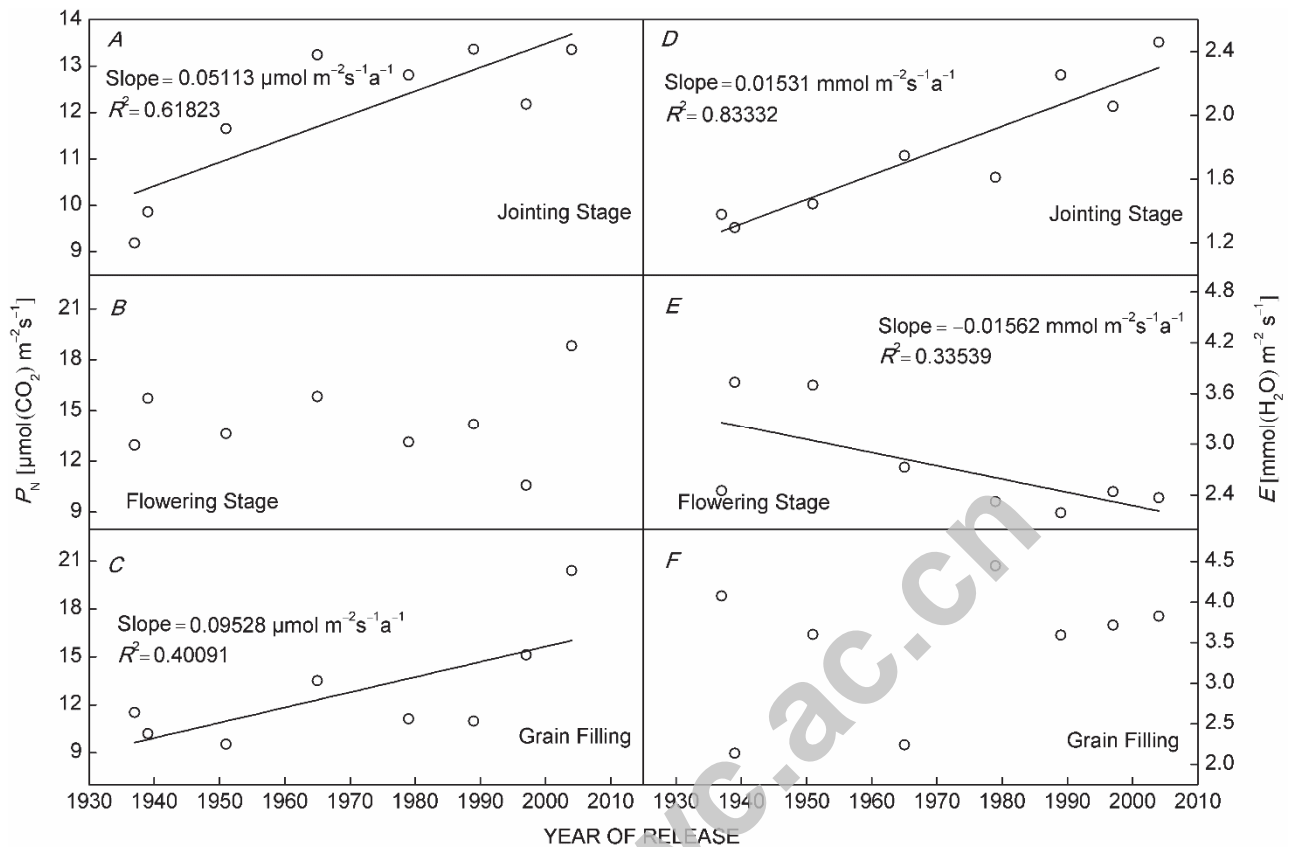 A
Slope = 0.05113 µmol m⁻²s⁻¹a⁻¹
R² = 0.61823
Jointing Stage
14
13
12
11
10
9
D
Slope = 0.01531 mmol m⁻²s⁻¹a⁻¹
R² = 0.83332
Jointing Stage
2.4
2.0
1.6
1.2
B
Flowering Stage
21
18
15
12
9
E
Slope = −0.01562 mmol m⁻²s⁻¹a⁻¹
R² = 0.33539
Flowering Stage
4.8
4.2
3.6
3.0
2.4
C
Slope = 0.09528 µmol m⁻²s⁻¹a⁻¹
R² = 0.40091
Grain Filling
21
18
15
12
9
F
Grain Filling
4.5
4.0
3.5
3.0
2.5
2.0
P_N [µmol(CO₂) m⁻²s⁻¹]
E [mmol(H₂O) m⁻² s⁻¹]
1930 1940 1950 1960 1970 1980 1990 2000 2010
1930 1940 1950 1960 1970 1980 1990 2000 2010
YEAR OF RELEASE
vc.ac.cn